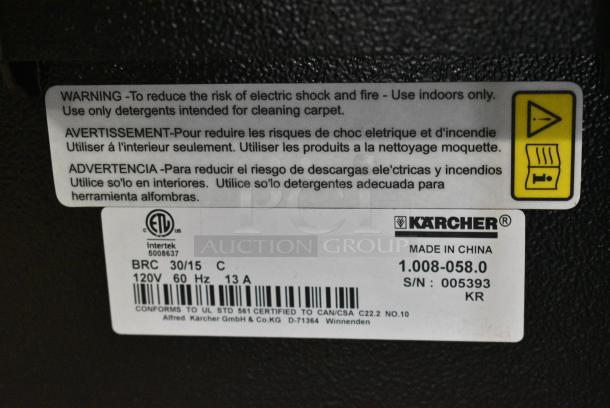 WARNING -To reduce the risk of electric shock and fire - Use indoors only.
Use only detergents intended for cleaning carpet.
AVERTISSEMENT-Pour reduire les risques de choc eletrique et d'incendie
Utiliser á l'interieur seulement. Utiliser les produits a la nettoyage moquette.
ADVERTENCIA -Para reducir el riesgo de descargas ele'ctricas y incendios
Utilice so'lo en interiores. Utilice so'lo detergentes adecuada para
herramienta alfombras.
PCI
AUCTION GROUP
ETL
C US
Intertek
5008637
KÄRCHER®
MADE IN CHINA
BRC 30/15 C
1.008-058.0
120V 60 Hz 13 A
S/N : 005393
KR
CONFORMS TO UL STD 561 CERTIFIED TO CAN/CSA C22.2 NO.10
Alfred Kärcher GmbH & Co.KG D-71364 Winnenden